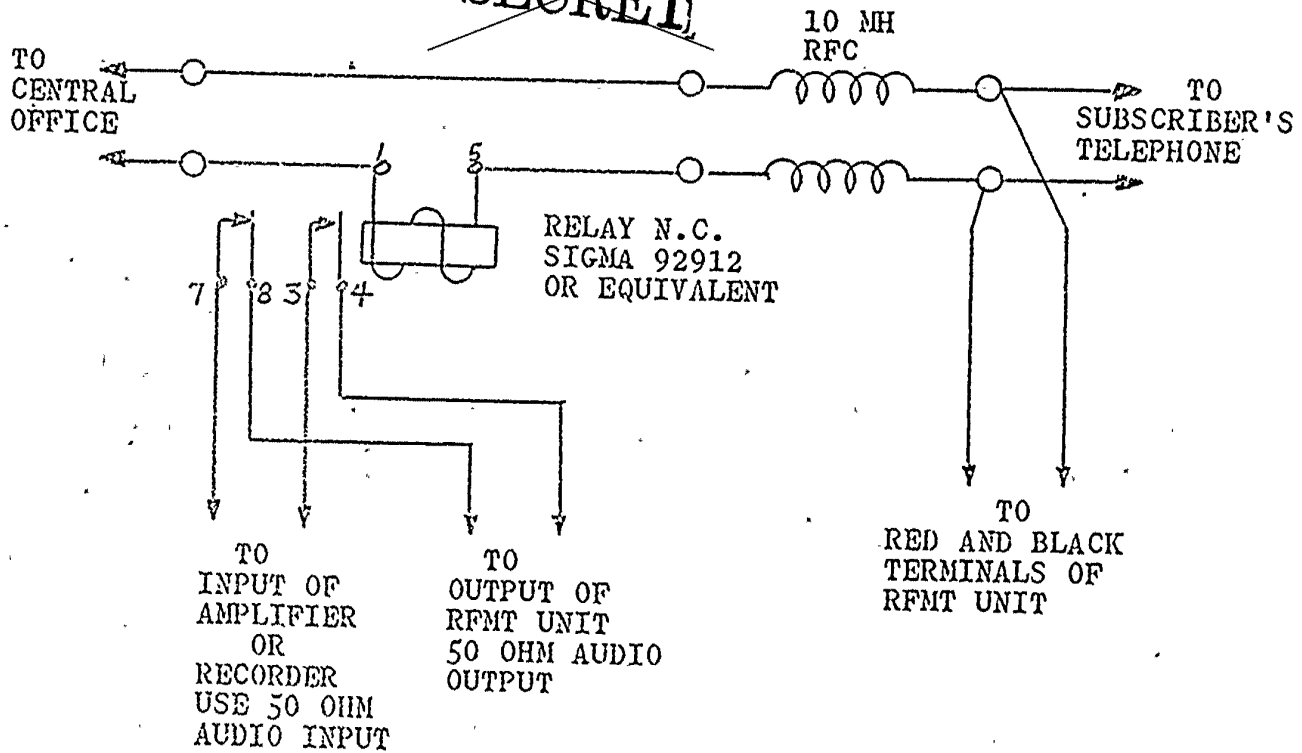 SECRET
10 MH
RFC
TO
CENTRAL
OFFICE
TO
SUBSCRIBER'S
TELEPHONE
6 5
RELAY N.C.
SIGMA 92912
OR EQUIVALENT
7 8 3 4
TO
INPUT OF
AMPLIFIER
OR
RECORDER
USE 50 OHM
AUDIO INPUT
TO
OUTPUT OF
RFMT UNIT
50 OHM AUDIO
OUTPUT
TO
RED AND BLACK
TERMINALS OF
RFMT UNIT